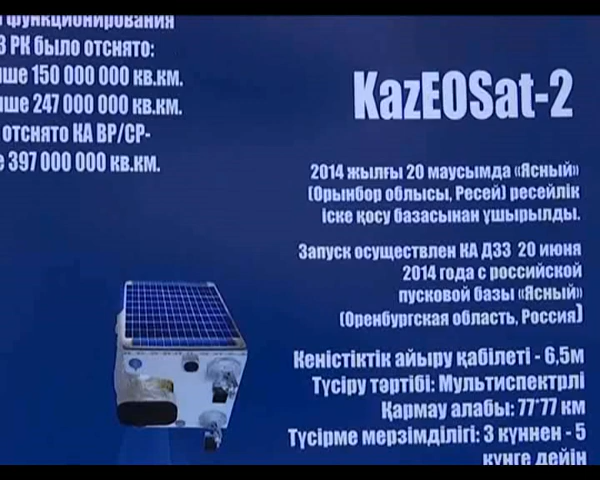 функционирования
З РК было отснято:
ше 150 000 000 кв.км.
ше 247 000 000 кв.км.
отснято КА ВР/СР-
е 397 000 000 кв.км.
KazEOSat-2
2014 жылғы 20 маусымда «Ясный»
(Орынбор облысы, Ресей) ресейлік
іске қосу базасынан ұшырылды.
Запуск осуществлен КА ДЗЗ 20 июня
2014 года с российской
пусковой базы «Ясный»
(Оренбургская область, Россия)
Кеністіктік айыру қабілеті - 6,5м
Түсіру тәртібі: Мультиспектрлі
Қармау алабы: 77*77 км
Түсірме мерзімділігі: 3 күннен - 5
күнге дейін